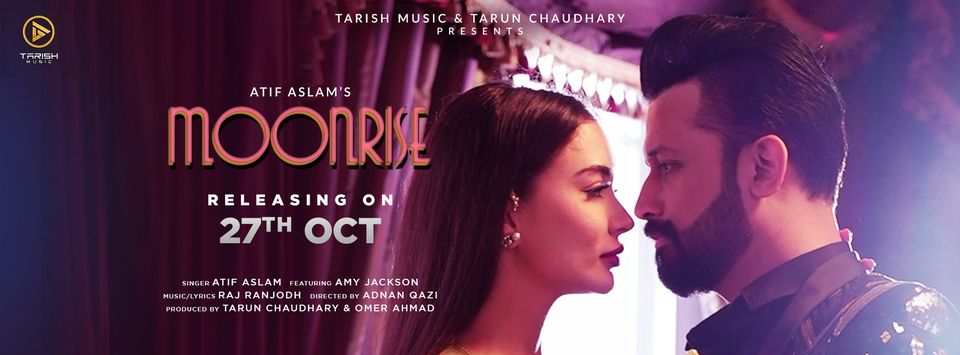 TARISH
MUSIC
TARISH MUSIC & TARUN CHAUDHARY
PRESENTS
ATIF ASLAM'S
MOONRISE
RELEASING ON
27TH OCT
SINGER ATIF ASLAM FEATURING AMY JACKSON
MUSIC/LYRICS RAJ RANJODH DIRECTED BY ADNAN QAZI
PRODUCED BY TARUN CHAUDHARY & OMER AHMAD